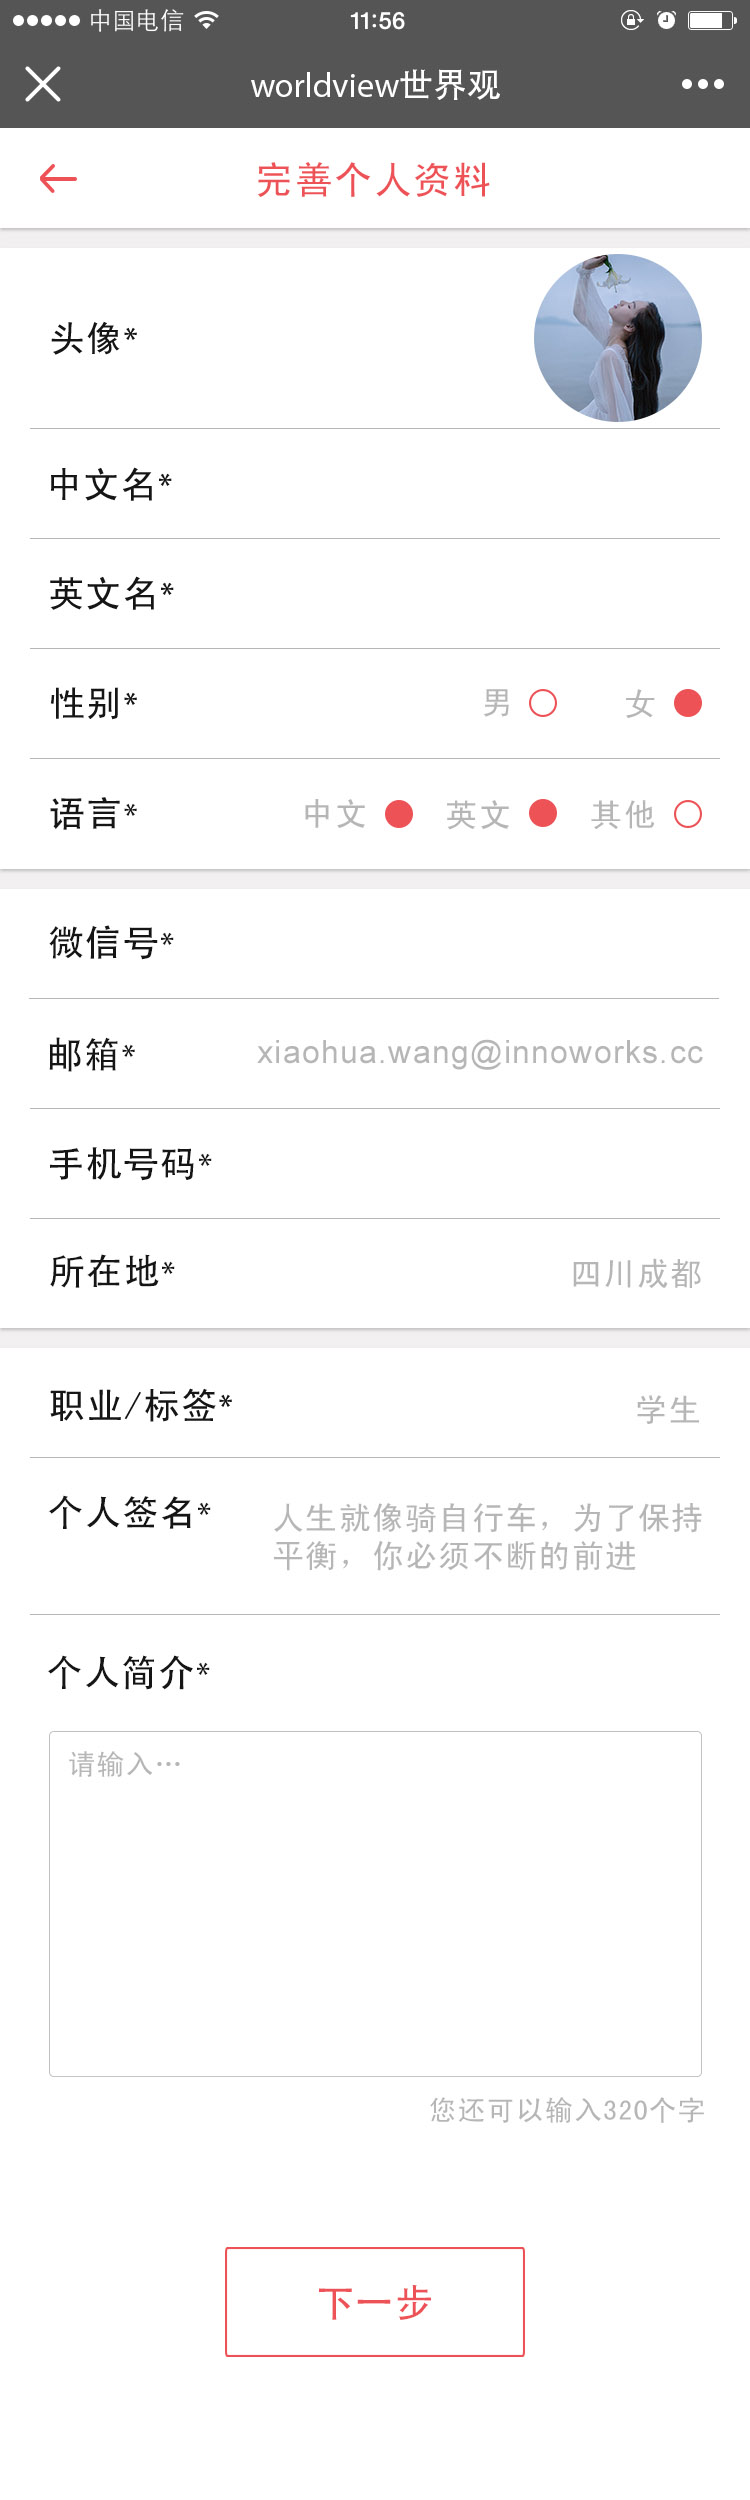 中国电信 11:56
worldview世界观
完善个人资料
头像*
中文名*
英文名*
性别* 男 女
语言* 中文 英文 其他
微信号*
邮箱* xiaohua.wang@innoworks.cc
手机号码*
所在地* 四川成都
职业/标签* 学生
个人签名* 人生就像骑自行车，为了保持
平衡，你必须不断的前进
个人简介*
请输入…
您还可以输入320个字
下一步